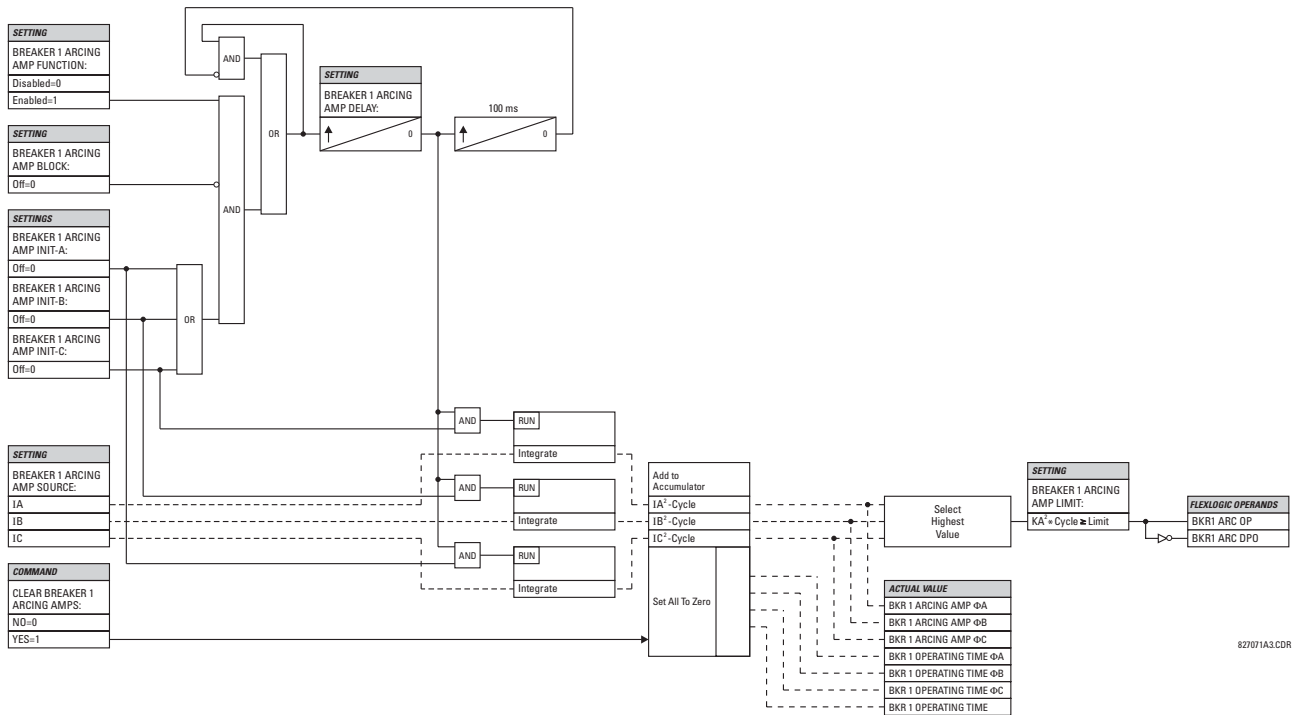 SETTING
BREAKER 1 ARCING
AMP FUNCTION:
Disabled=0
Enabled=1
SETTING
BREAKER 1 ARCING
AMP BLOCK:
Off=0
SETTINGS
BREAKER 1 ARCING
AMP INIT-A:
Off=0
BREAKER 1 ARCING
AMP INIT-B:
Off=0
BREAKER 1 ARCING
AMP INIT-C:
Off=0
SETTING
BREAKER 1 ARCING
AMP SOURCE:
IA
IB
IC
COMMAND
CLEAR BREAKER 1
ARCING AMPS:
NO=0
YES=1
OR
AND
AND
OR
SETTING
BREAKER 1 ARCING
AMP DELAY:
0
100 ms
0
AND
RUN
Integrate
AND
RUN
Integrate
AND
RUN
Integrate
Add to
Accumulator
IA²-Cycle
IB²-Cycle
IC²-Cycle
Set All To Zero
Select
Highest
Value
SETTING
BREAKER 1 ARCING
AMP LIMIT:
KA²*Cycle ≥ Limit
FLEXLOGIC OPERANDS
BKR1 ARC OP
BKR1 ARC DPO
ACTUAL VALUE
BKR 1 ARCING AMP ΦA
BKR 1 ARCING AMP ΦB
BKR 1 ARCING AMP ΦC
BKR 1 OPERATING TIME ΦA
BKR 1 OPERATING TIME ΦB
BKR 1 OPERATING TIME ΦC
BKR 1 OPERATING TIME
827071A3.CDR